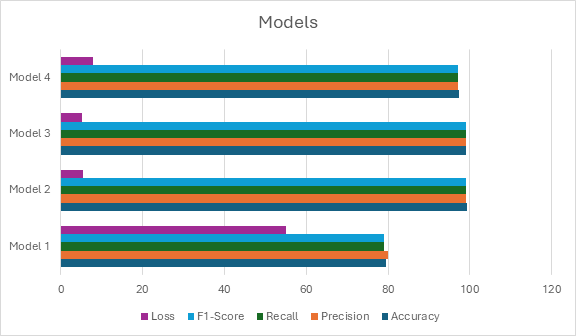 Models
Model 4
Model 3
Model 2
Model 1
0 20 40 60 80 100 120
Loss F1-Score Recall Precision Accuracy